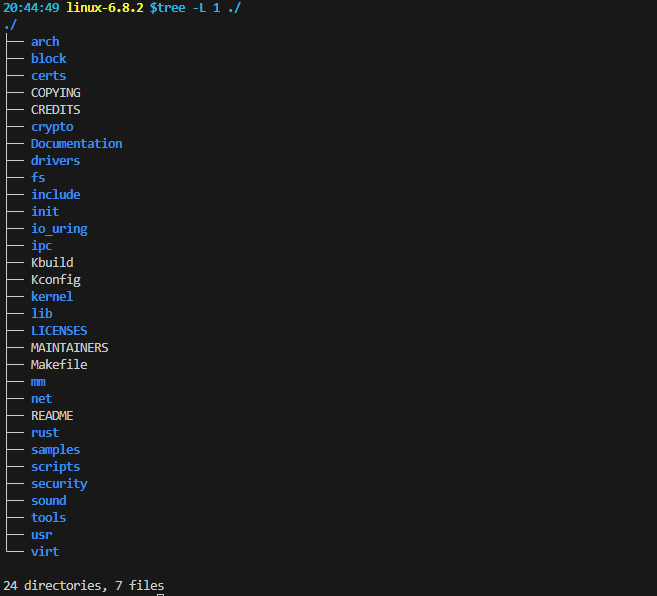 20:44:49 linux-6.8.2 $tree -L 1 ./
./
├── arch
├── block
├── certs
├── COPYING
├── CREDITS
├── crypto
├── Documentation
├── drivers
├── fs
├── include
├── init
├── io_uring
├── ipc
├── Kbuild
├── Kconfig
├── kernel
├── lib
├── LICENSES
├── MAINTAINERS
├── Makefile
├── mm
├── net
├── README
├── rust
├── samples
├── scripts
├── security
├── sound
├── tools
├── usr
└── virt
24 directories, 7 files